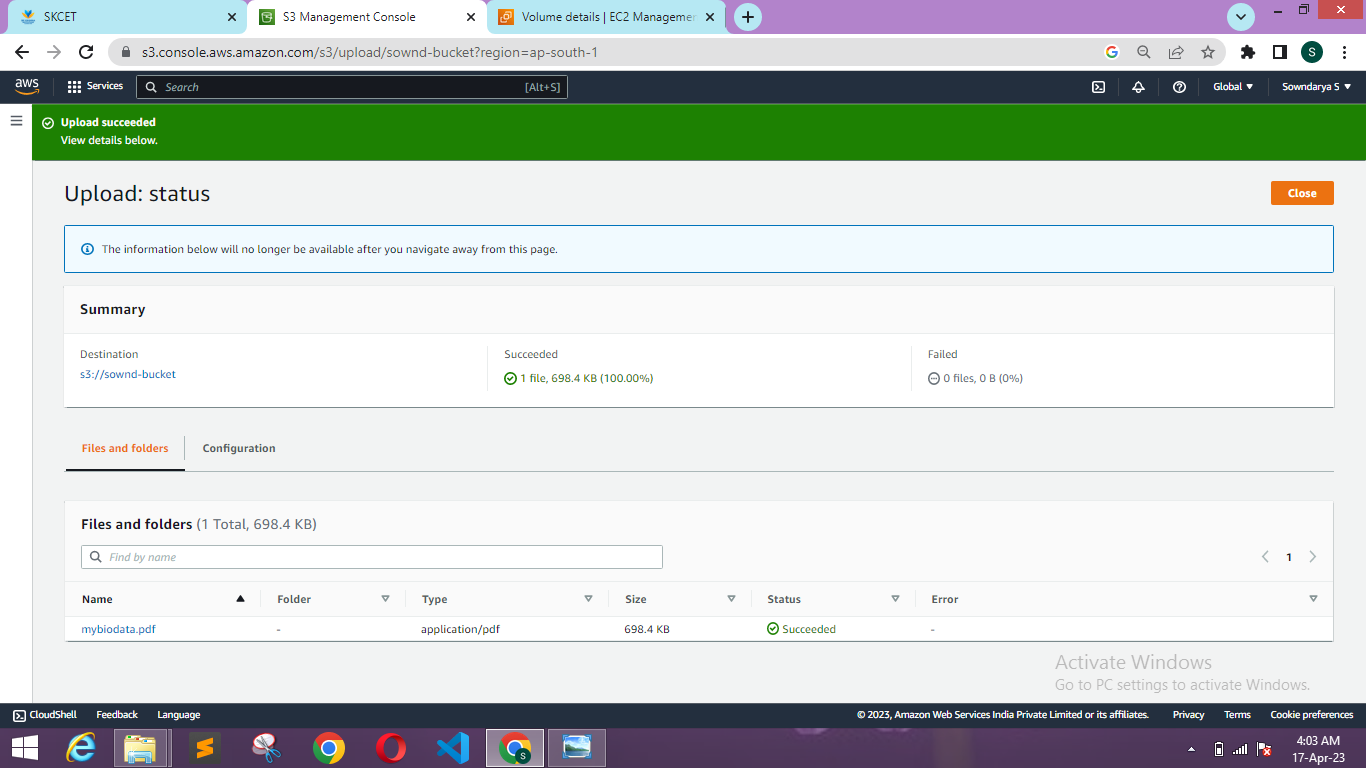 SKCET
S3 Management Console
Volume details | EC2 Managemen
s3.console.aws.amazon.com/s3/upload/sownd-bucket?region=ap-south-1
S
aws
Services
Search
[Alt+S]
Global
Sowndarya S
Upload succeeded
View details below.
Upload: status
Close
The information below will no longer be available after you navigate away from this page.
Summary
Destination
s3://sownd-bucket
Succeeded
1 file, 698.4 KB (100.00%)
Failed
0 files, 0 B (0%)
Files and folders
Configuration
Files and folders (1 Total, 698.4 KB)
Find by name
1
Name Folder Type Size Status Error
mybiodata.pdf - application/pdf 698.4 KB Succeeded -
Activate Windows
Go to PC settings to activate Windows.
CloudShell Feedback Language
© 2023, Amazon Web Services India Private Limited or its affiliates. Privacy Terms Cookie preferences
S
4:03 AM
17-Apr-23